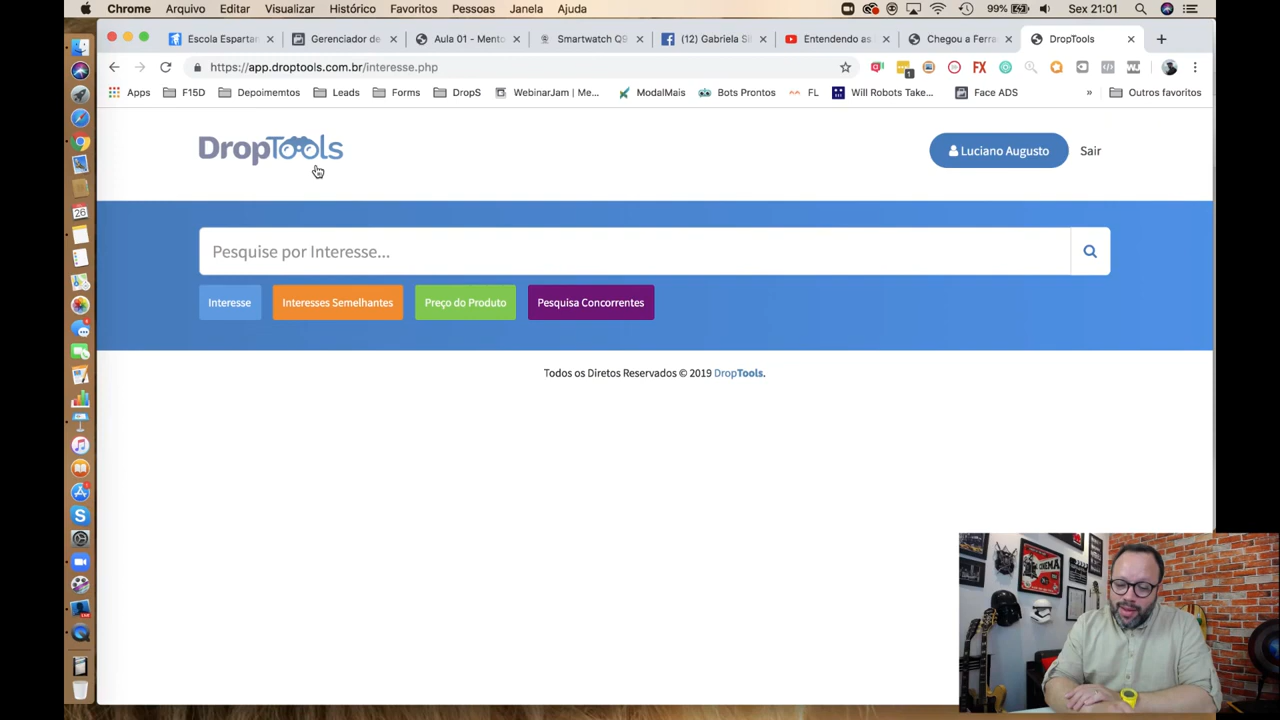 Chrome Arquivo Editar Visualizar Histórico Favoritos Pessoas Janela Ajuda 99% Sex 21:01
Escola Esparta Gerenciador de Aula 01 - Mento Smartwatch Q9 (12) Gabriela Si Entendendo as Chegou a Ferra DropTools
https://app.droptools.com.br/interesse.php
Apps F15D Depoimentos Leads Forms DropS WebinarJam | Me... ModalMais Bots Prontos FL Will Robots Take... Face ADS » Outros favoritos
DropTools
Luciano Augusto Sair
Pesquise por Interesse...
Interesse Interesses Semelhantes Preço do Produto Pesquisa Concorrentes
Todos os Diretos Reservados © 2019 DropTools.